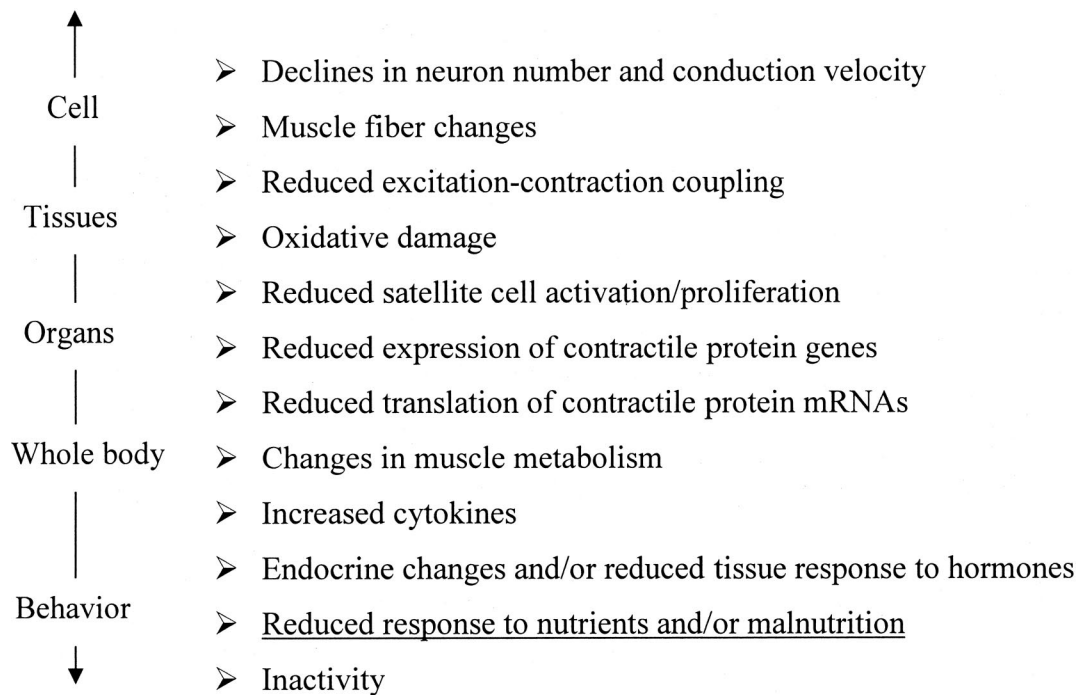 Cell
Tissues
Organs
Whole body
Behavior
➢ Declines in neuron number and conduction velocity
➢ Muscle fiber changes
➢ Reduced excitation-contraction coupling
➢ Oxidative damage
➢ Reduced satellite cell activation/proliferation
➢ Reduced expression of contractile protein genes
➢ Reduced translation of contractile protein mRNAs
➢ Changes in muscle metabolism
➢ Increased cytokines
➢ Endocrine changes and/or reduced tissue response to hormones
➢ Reduced response to nutrients and/or malnutrition
➢ Inactivity